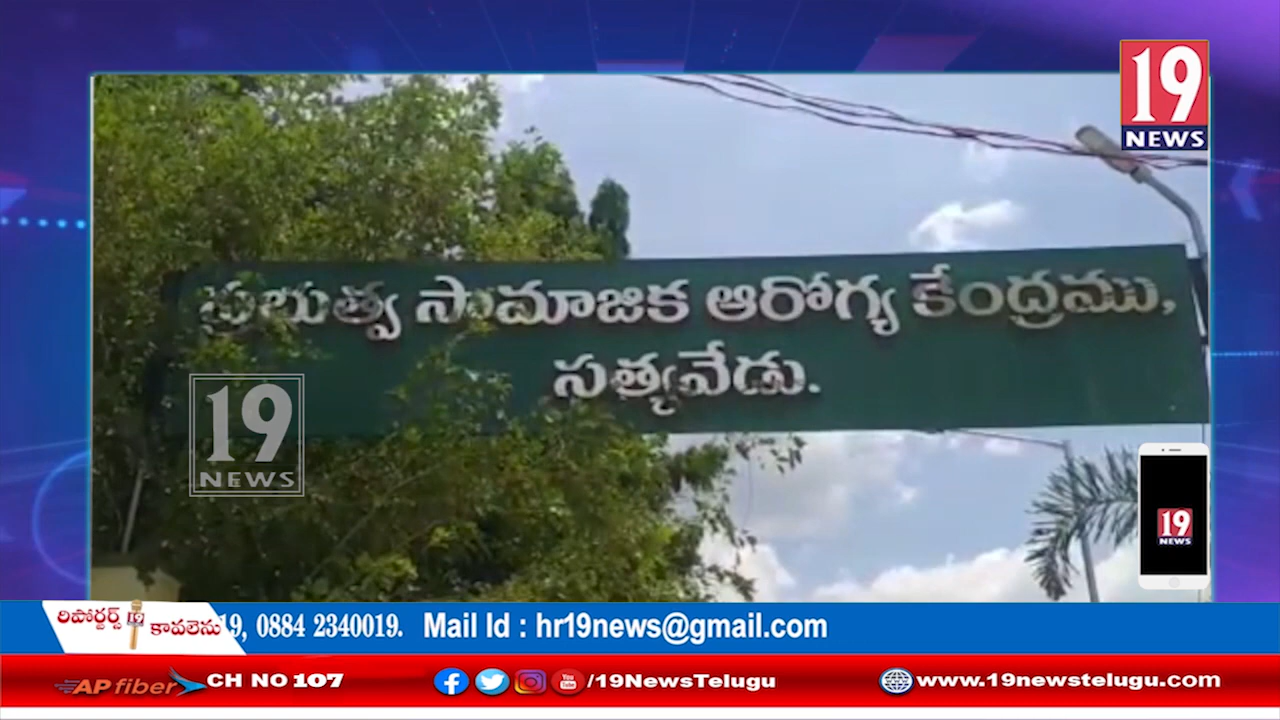 19
NEWS
ప్రభుత్వ సామాజిక ఆరోగ్య కేంద్రము,
సత్యవేడు.
19
NEWS
19
NEWS
రిపోర్టర్స్ 19 కావలెను
19, 0884 2340019. Mail Id : hr19news@gmail.com
AP fiber CH NO 107
/19NewsTelugu
www.19newstelugu.com